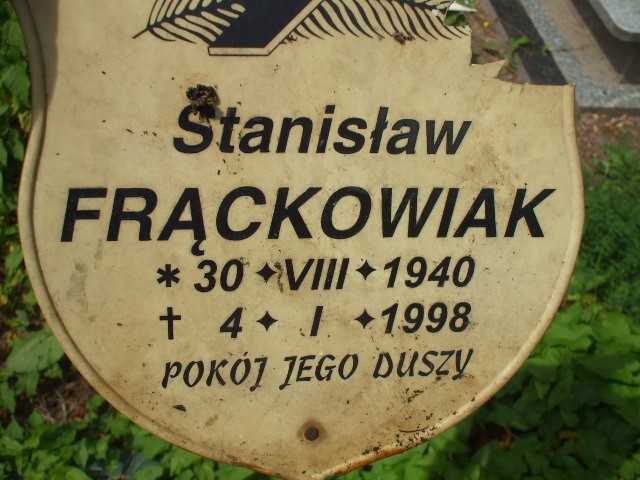 Stanisław
FRĄCKOWIAK
* 30 ✦ VIII ✦ 1940
† 4 ✦ I ✦ 1998
POKÓJ JEGO DUSZY